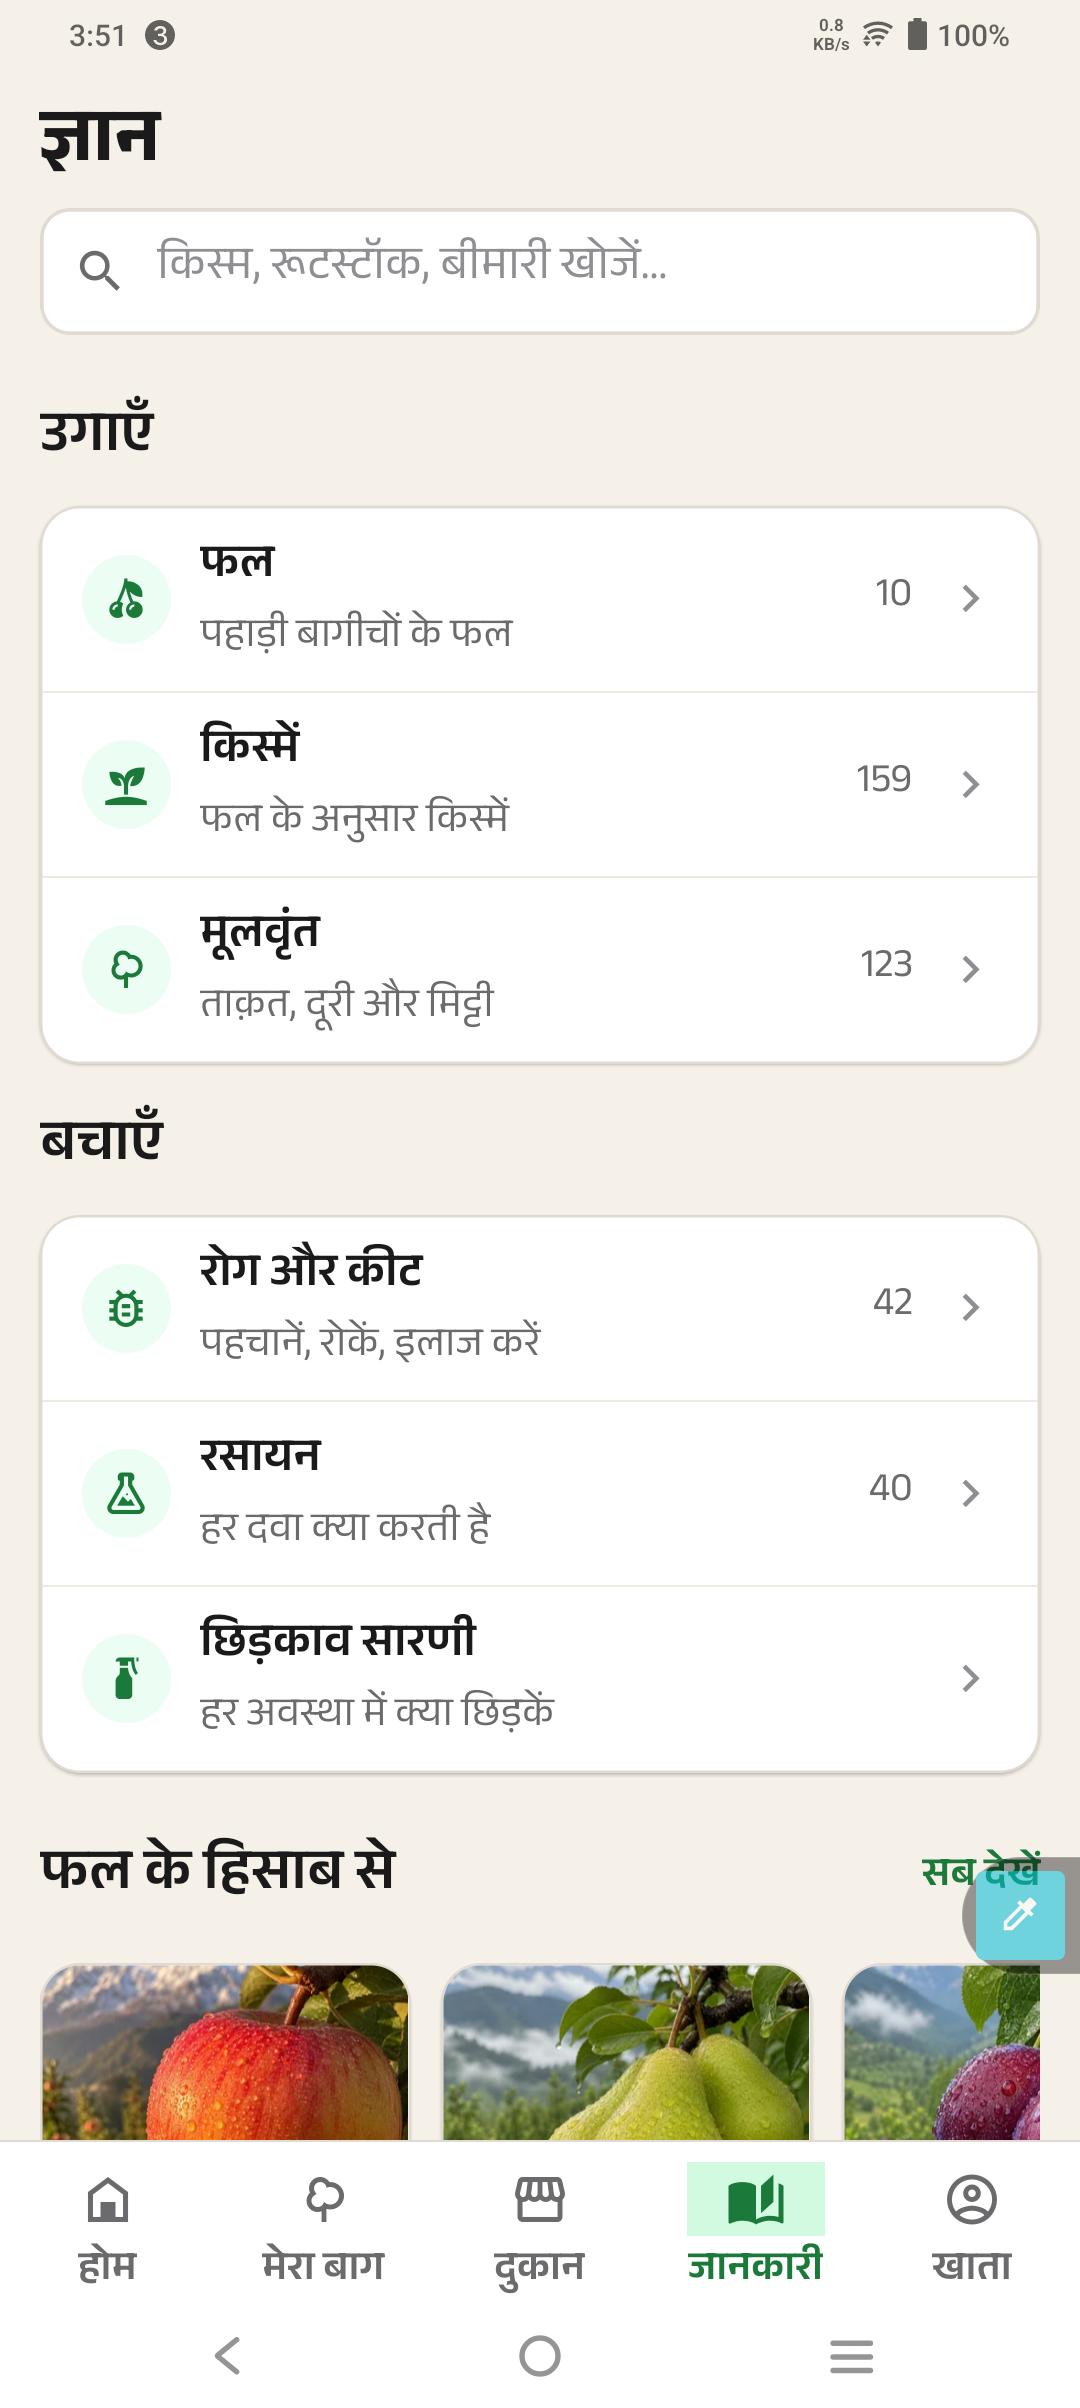 3:51 3 0.8 KB/s 100%
ज्ञान
किस्म, रूटस्टॉक, बीमारी खोजें...
उगाएँ
फल 10
पहाड़ी बागीचों के फल
किस्में 159
फल के अनुसार किस्में
मूलवृंत 123
ताक़त, दूरी और मिट्टी
बचाएँ
रोग और कीट 42
पहचानें, रोकें, इलाज करें
रसायन 40
हर दवा क्या करती है
छिड़काव सारणी
हर अवस्था में क्या छिड़कें
फल के हिसाब से सब देखें
होम मेरा बाग दुकान जानकारी खाता